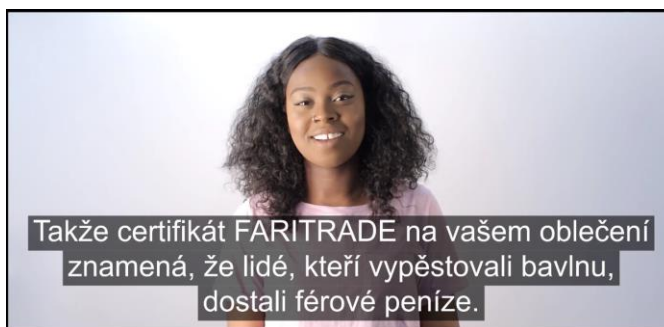 Takže certifikát FARITRADE na vašem oblečení
znamená, že lidé, kteří vypěstovali bavlnu,
dostali férové peníze.